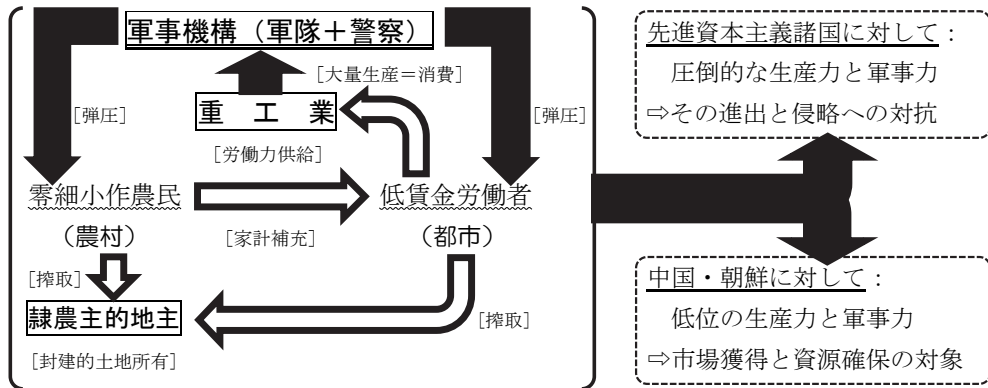 軍事機構（軍隊＋警察）
[大量生産＝消費]
[弾圧]
重　工　業
[弾圧]
[労働力供給]
零細小作農民
低賃金労働者
（農村）
[家計補充]
（都市）
[搾取]
隷農主的地主
[搾取]
[封建的土地所有]
先進資本主義諸国に対して：
圧倒的な生産力と軍事力
⇨その進出と侵略への対抗
中国・朝鮮に対して：
低位の生産力と軍事力
⇨市場獲得と資源確保の対象